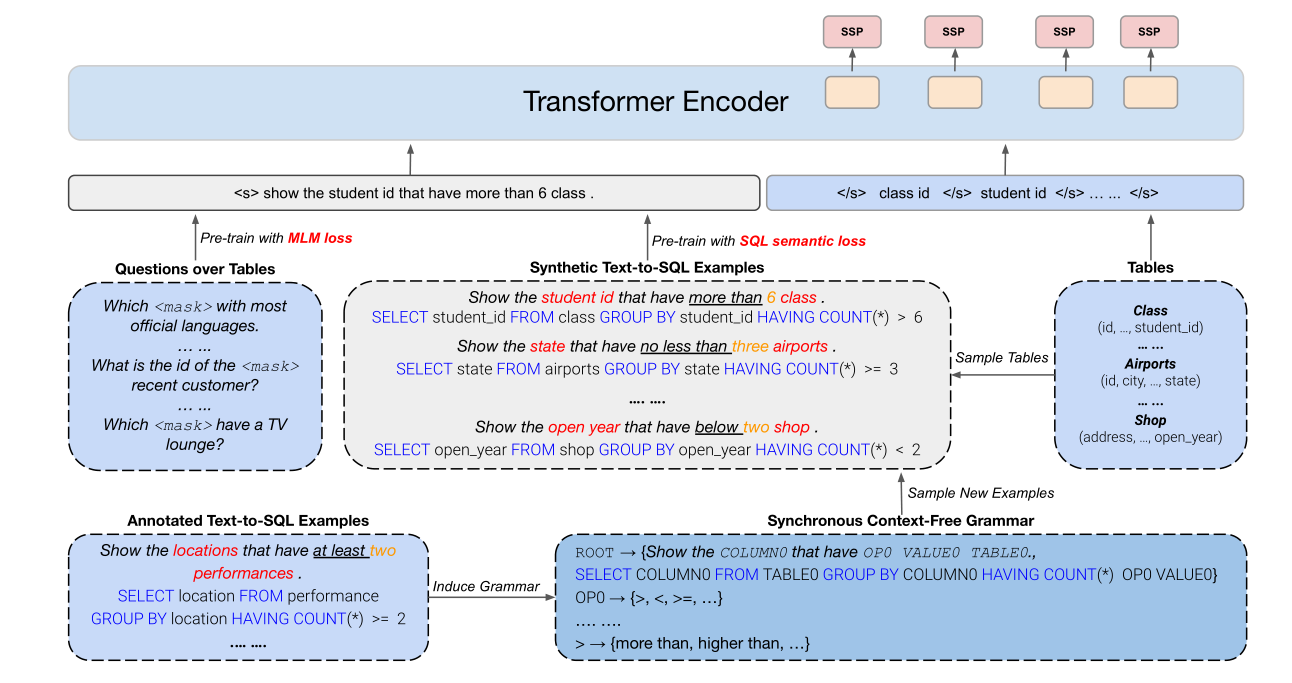 SSP SSP SSP SSP
Transformer Encoder
<s> show the student id that have more than 6 class .
</s> class id </s> student id </s> ... ... </s>
Pre-train with MLM loss
Pre-train with SQL semantic loss
Questions over Tables
Which <mask> with most
official languages.
... ...
What is the id of the <mask>
recent customer?
... ...
Which <mask> have a TV
lounge?
Synthetic Text-to-SQL Examples
Show the student id that have more than 6 class .
SELECT student_id FROM class GROUP BY student_id HAVING COUNT(*) > 6
Show the state that have no less than three airports .
SELECT state FROM airports GROUP BY state HAVING COUNT(*) >= 3
.... ....
Show the open year that have below two shop .
SELECT open_year FROM shop GROUP BY open_year HAVING COUNT(*) < 2
Sample Tables
Tables
Class
(id, ..., student_id)
... ...
Airports
(id, city, ..., state)
... ...
Shop
(address, ..., open_year)
Sample New Examples
Annotated Text-to-SQL Examples
Show the locations that have at least two
performances .
SELECT location FROM performance
GROUP BY location HAVING COUNT(*) >= 2
.... ....
Induce Grammar
Synchronous Context-Free Grammar
ROOT → {Show the COLUMN0 that have OP0 VALUE0 TABLE0.,
SELECT COLUMN0 FROM TABLE0 GROUP BY COLUMN0 HAVING COUNT(*) OP0 VALUE0}
OP0 → {>, <, >=, ...}
.... ....
> → {more than, higher than, ...}